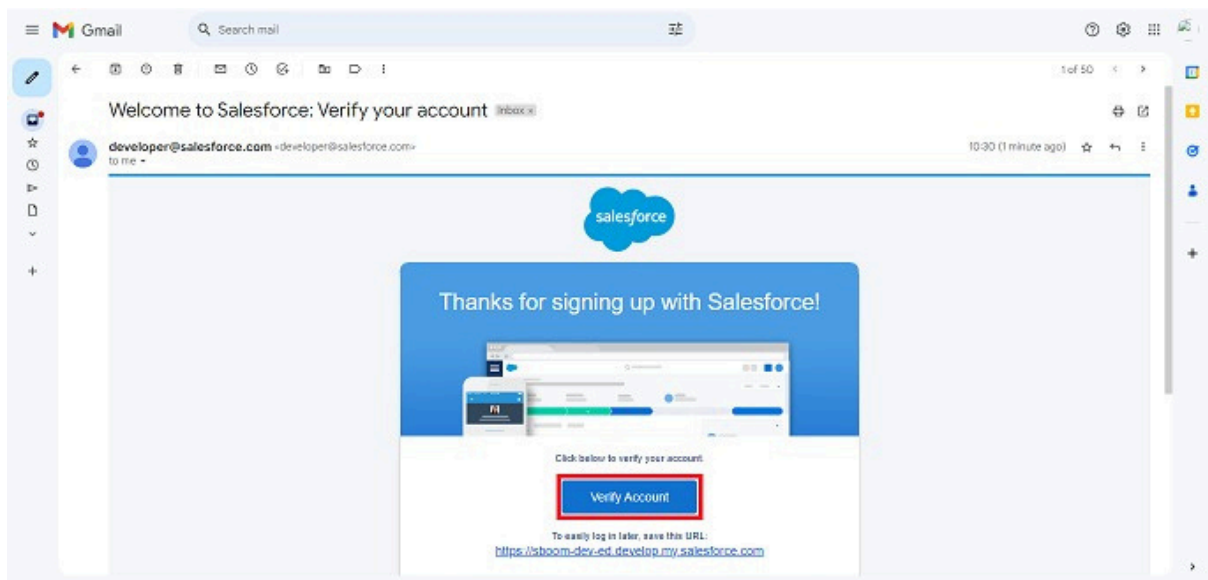 Gmail
Search mail
1 of 50
Welcome to Salesforce: Verify your account Inbox x
developer@salesforce.com <developer@salesforce.com>
10:30 (1 minute ago)
to me
salesforce
Thanks for signing up with Salesforce!
Click below to verify your account.
Verify Account
To easily log in later, save this URL:
https://sboom-dev-ed.develop.my.salesforce.com